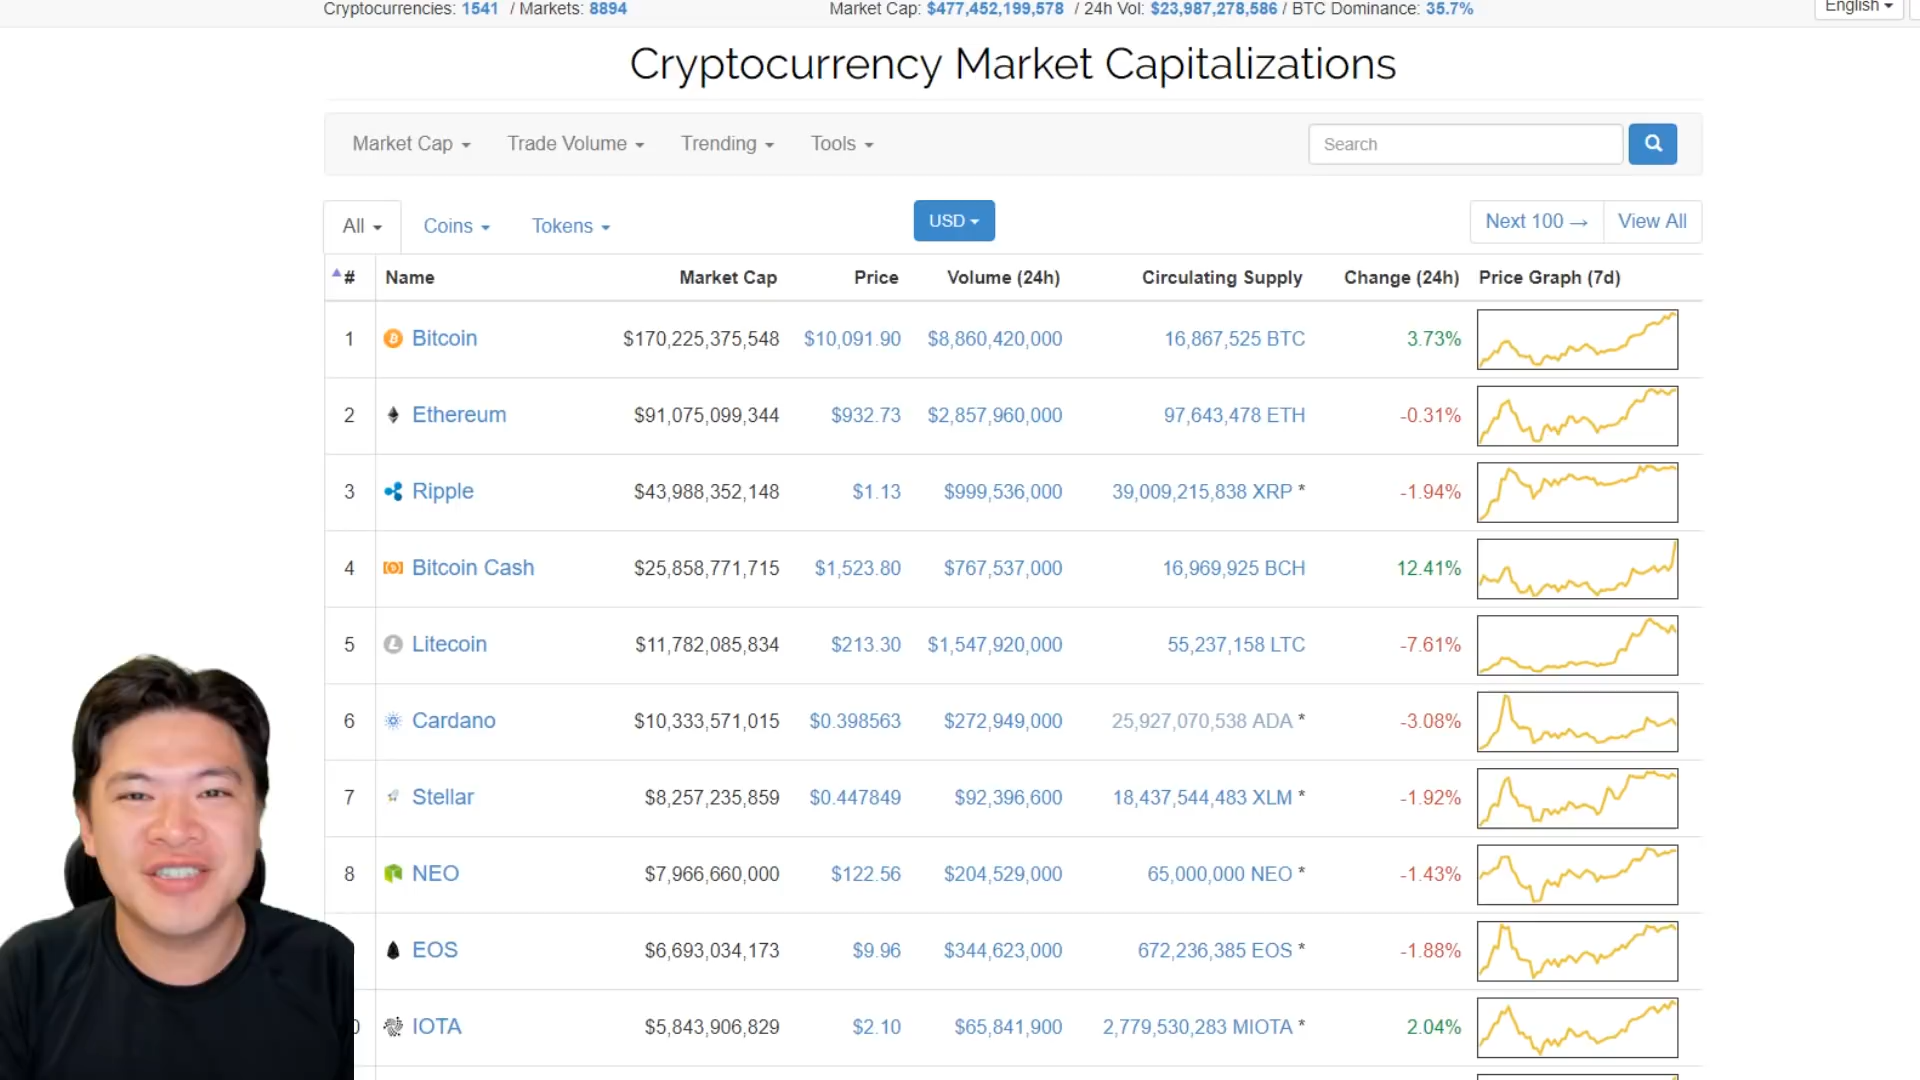 Cryptocurrencies: 1541 / Markets: 8894 Market Cap: $477,452,199,578 / 24h Vol: $23,987,278,586 / BTC Dominance: 35.7% English
Cryptocurrency Market Capitalizations
Market Cap Trade Volume Trending Tools Search
All Coins Tokens USD Next 100 → View All
# Name Market Cap Price Volume (24h) Circulating Supply Change (24h) Price Graph (7d)
1 Bitcoin $170,225,375,548 $10,091.90 $8,860,420,000 16,867,525 BTC 3.73%
2 Ethereum $91,075,099,344 $932.73 $2,857,960,000 97,643,478 ETH -0.31%
3 Ripple $43,988,352,148 $1.13 $999,536,000 39,009,215,838 XRP * -1.94%
4 Bitcoin Cash $25,858,771,715 $1,523.80 $767,537,000 16,969,925 BCH 12.41%
5 Litecoin $11,782,085,834 $213.30 $1,547,920,000 55,237,158 LTC -7.61%
6 Cardano $10,333,571,015 $0.398563 $272,949,000 25,927,070,538 ADA * -3.08%
7 Stellar $8,257,235,859 $0.447849 $92,396,600 18,437,544,483 XLM * -1.92%
8 NEO $7,966,660,000 $122.56 $204,529,000 65,000,000 NEO * -1.43%
EOS $6,693,034,173 $9.96 $344,623,000 672,236,385 EOS * -1.88%
0 IOTA $5,843,906,829 $2.10 $65,841,900 2,779,530,283 MIOTA * 2.04%